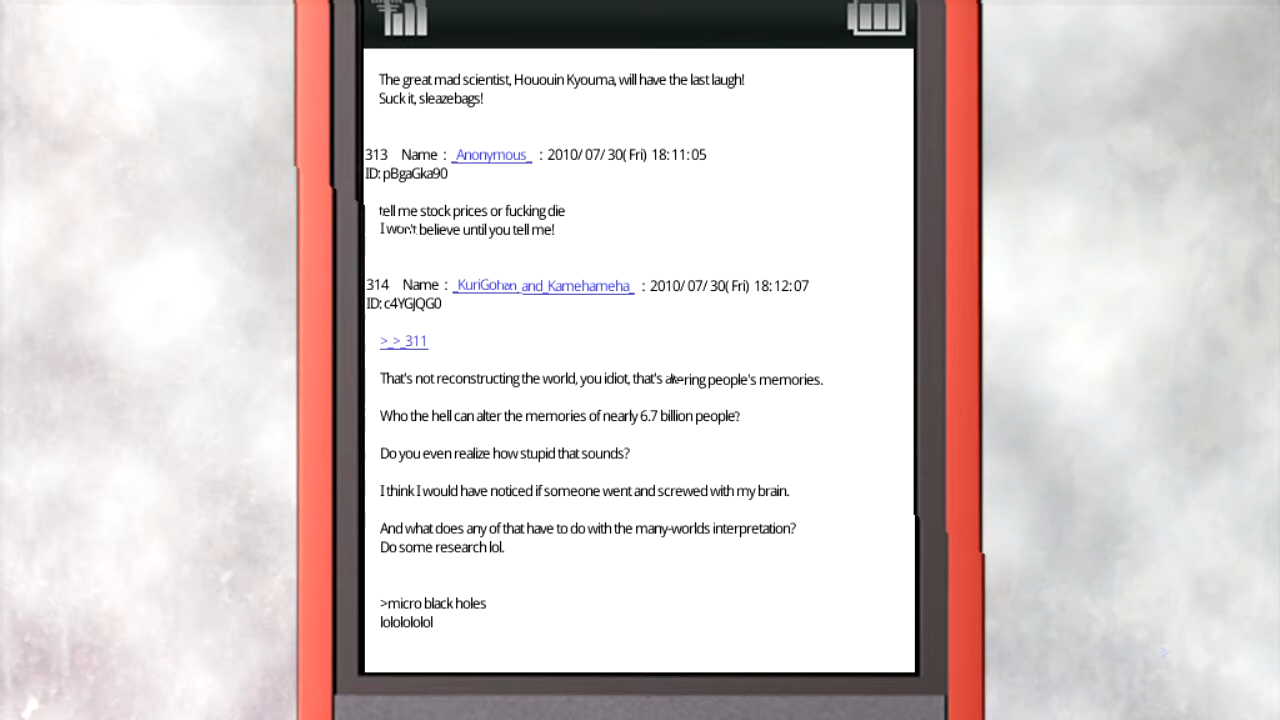 The great mad scientist, Hououin Kyouma, will have the last laugh!
Suck it, sleazebags!
313 Name : _Anonymous_ : 2010/07/30(Fri) 18:11:05
ID:pBgaGka90
tell me stock prices or fucking die
I won't believe until you tell me!
314 Name : _KuriGohan_and_Kamehameha_ : 2010/07/30(Fri) 18:12:07
ID:c4YGJQG0
>_>_311
That's not reconstructing the world, you idiot, that's altering people's memories.
Who the hell can alter the memories of nearly 6.7 billion people?
Do you even realize how stupid that sounds?
I think I would have noticed if someone went and screwed with my brain.
And what does any of that have to do with the many-worlds interpretation?
Do some research lol.
>micro black holes
lolololololol